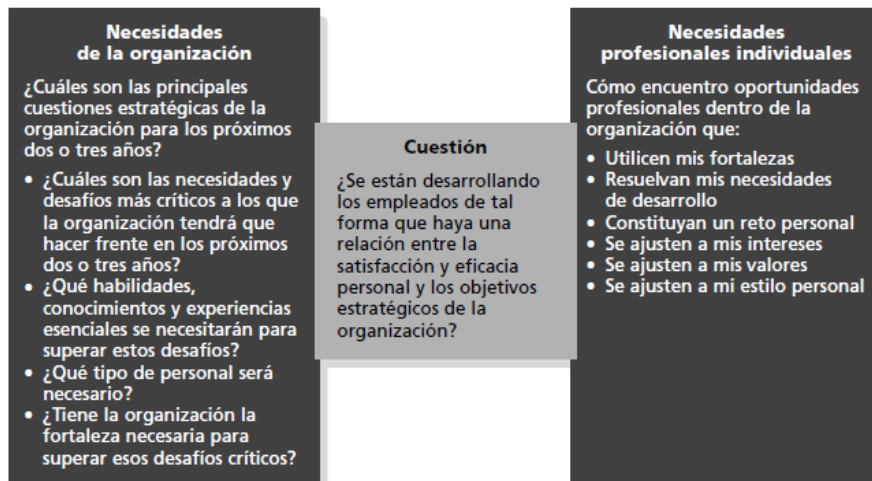 Necesidades
de la organización
¿Cuáles son las principales
cuestiones estratégicas de la
organización para los próximos
dos o tres años?
• ¿Cuáles son las necesidades y
desafíos más críticos a los que
la organización tendrá que
hacer frente en los próximos
dos o tres años?
• ¿Qué habilidades,
conocimientos y experiencias
esenciales se necesitarán para
superar estos desafíos?
• ¿Qué tipo de personal será
necesario?
• ¿Tiene la organización la
fortaleza necesaria para
superar esos desafíos críticos?
Cuestión
¿Se están desarrollando
los empleados de tal
forma que haya una
relación entre la
satisfacción y eficacia
personal y los objetivos
estratégicos de la
organización?
Necesidades
profesionales individuales
Cómo encuentro oportunidades
profesionales dentro de la
organización que:
• Utilicen mis fortalezas
• Resuelvan mis necesidades
de desarrollo
• Constituyan un reto personal
• Se ajusten a mis intereses
• Se ajusten a mis valores
• Se ajusten a mi estilo personal